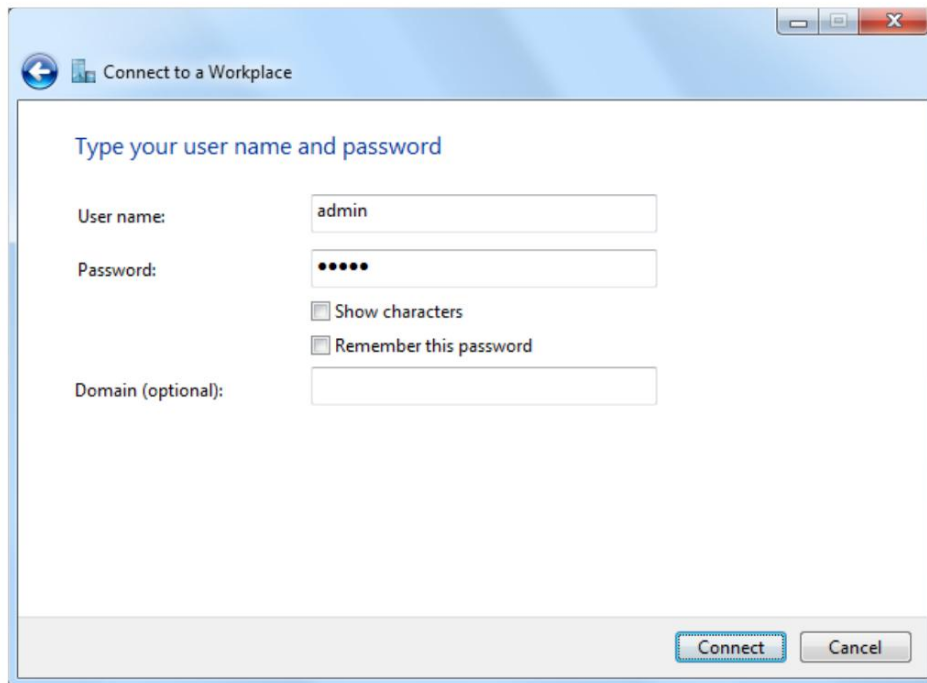 Connect to a Workplace
Type your user name and password
User name: admin
Password: •••••
Show characters
Remember this password
Domain (optional):
Connect Cancel